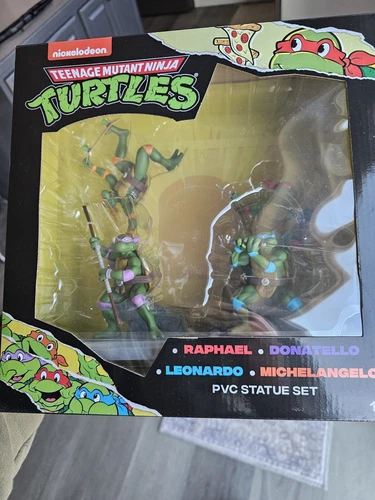 nickelodeon
TEENAGE MUTANT NINJA
TURTLES
• RAPHAEL • DONATELLO
• LEONARDO • MICHELANGELO
PVC STATUE SET